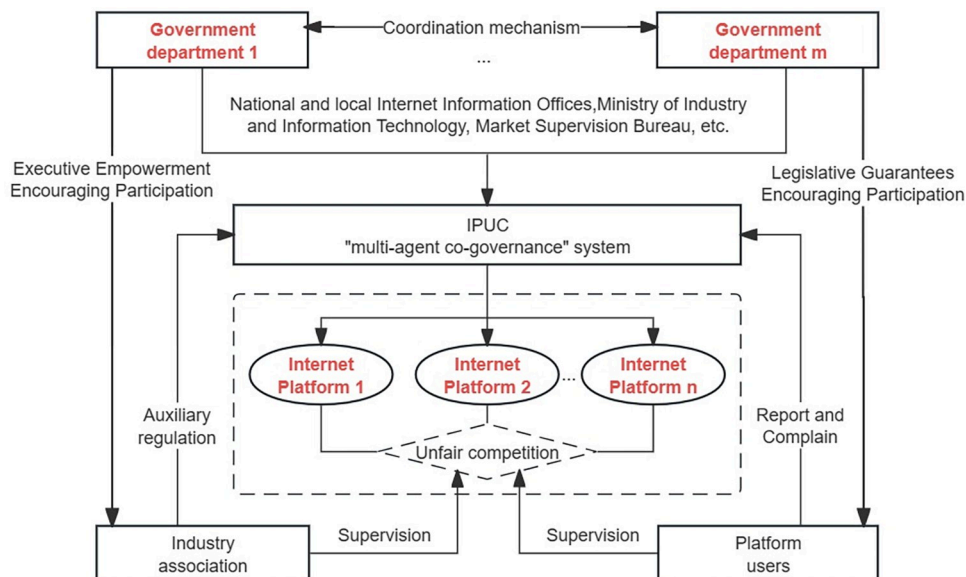 Government
department 1
Coordination mechanism
...
Government
department m
National and local Internet Information Offices,Ministry of Industry
and Information Technology, Market Supervision Bureau, etc.
Executive Empowerment
Encouraging Participation
Legislative Guarantees
Encouraging Participation
IPUC
"multi-agent co-governance" system
Internet
Platform 1
Internet
Platform 2
...
Internet
Platform n
Auxiliary
regulation
Unfair competition
Report and
Complain
Industry
association
Supervision
Supervision
Platform
users